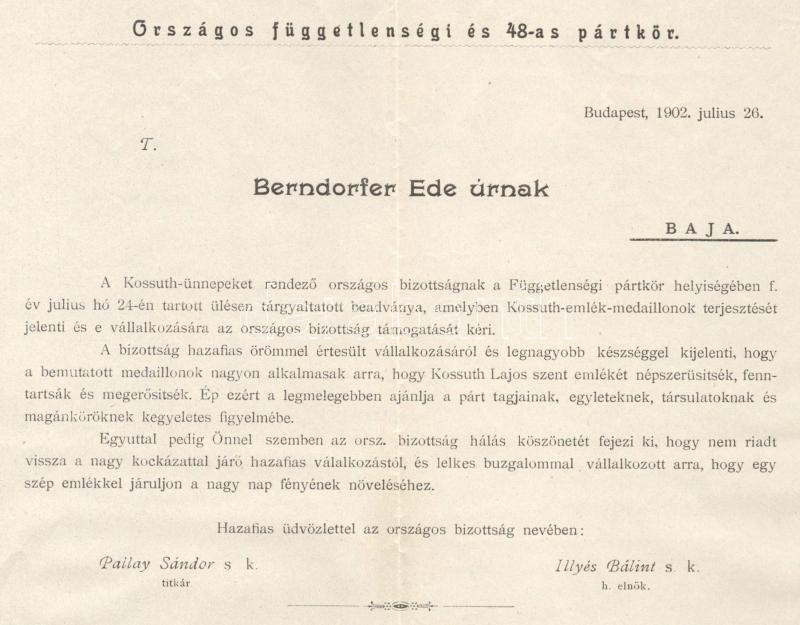 Országos függetlenségi és 48-as pártkör.
Budapest, 1902. julius 26.
T.
Berndorfer Ede úrnak
BAJA.
A Kossuth-ünnepeket rendező országos bizottságnak a Függetlenségi pártkör helyiségében f.
év julius hó 24-én tartott ülésen tárgyaltatott beadványa, amelyben Kossuth-emlék-medaillonok terjesztését
jelenti és e vállalkozására az országos bizottság támogatását kéri.
A bizottság hazafias örömmel értesült vállalkozásáról és legnagyobb készséggel kijelenti, hogy
a bemutatott medaillonok nagyon alkalmasak arra, hogy Kossuth Lajos szent emlékét népszerüsitsék, fenn-
tartsák és megerősitsék. Ép ezért a legmelegebben ajánlja a párt tagjainak, egyleteknek, társulatoknak és
magánköröknek kegyeletes figyelmébe.
Egyuttal pedig Önnel szemben az orsz. bizottság hálás köszönetét fejezi ki, hogy nem riadt
vissza a nagy kockázattal járó hazafias válalkozástól, és lelkes buzgalommal vállalkozott arra, hogy egy
szép emlékkel járuljon a nagy nap fényének növeléséhez.
Hazafias üdvözlettel az országos bizottság nevében:
Pallay Sándor s k.
Illyés Bálint s. k.
titkár
h. elnök.